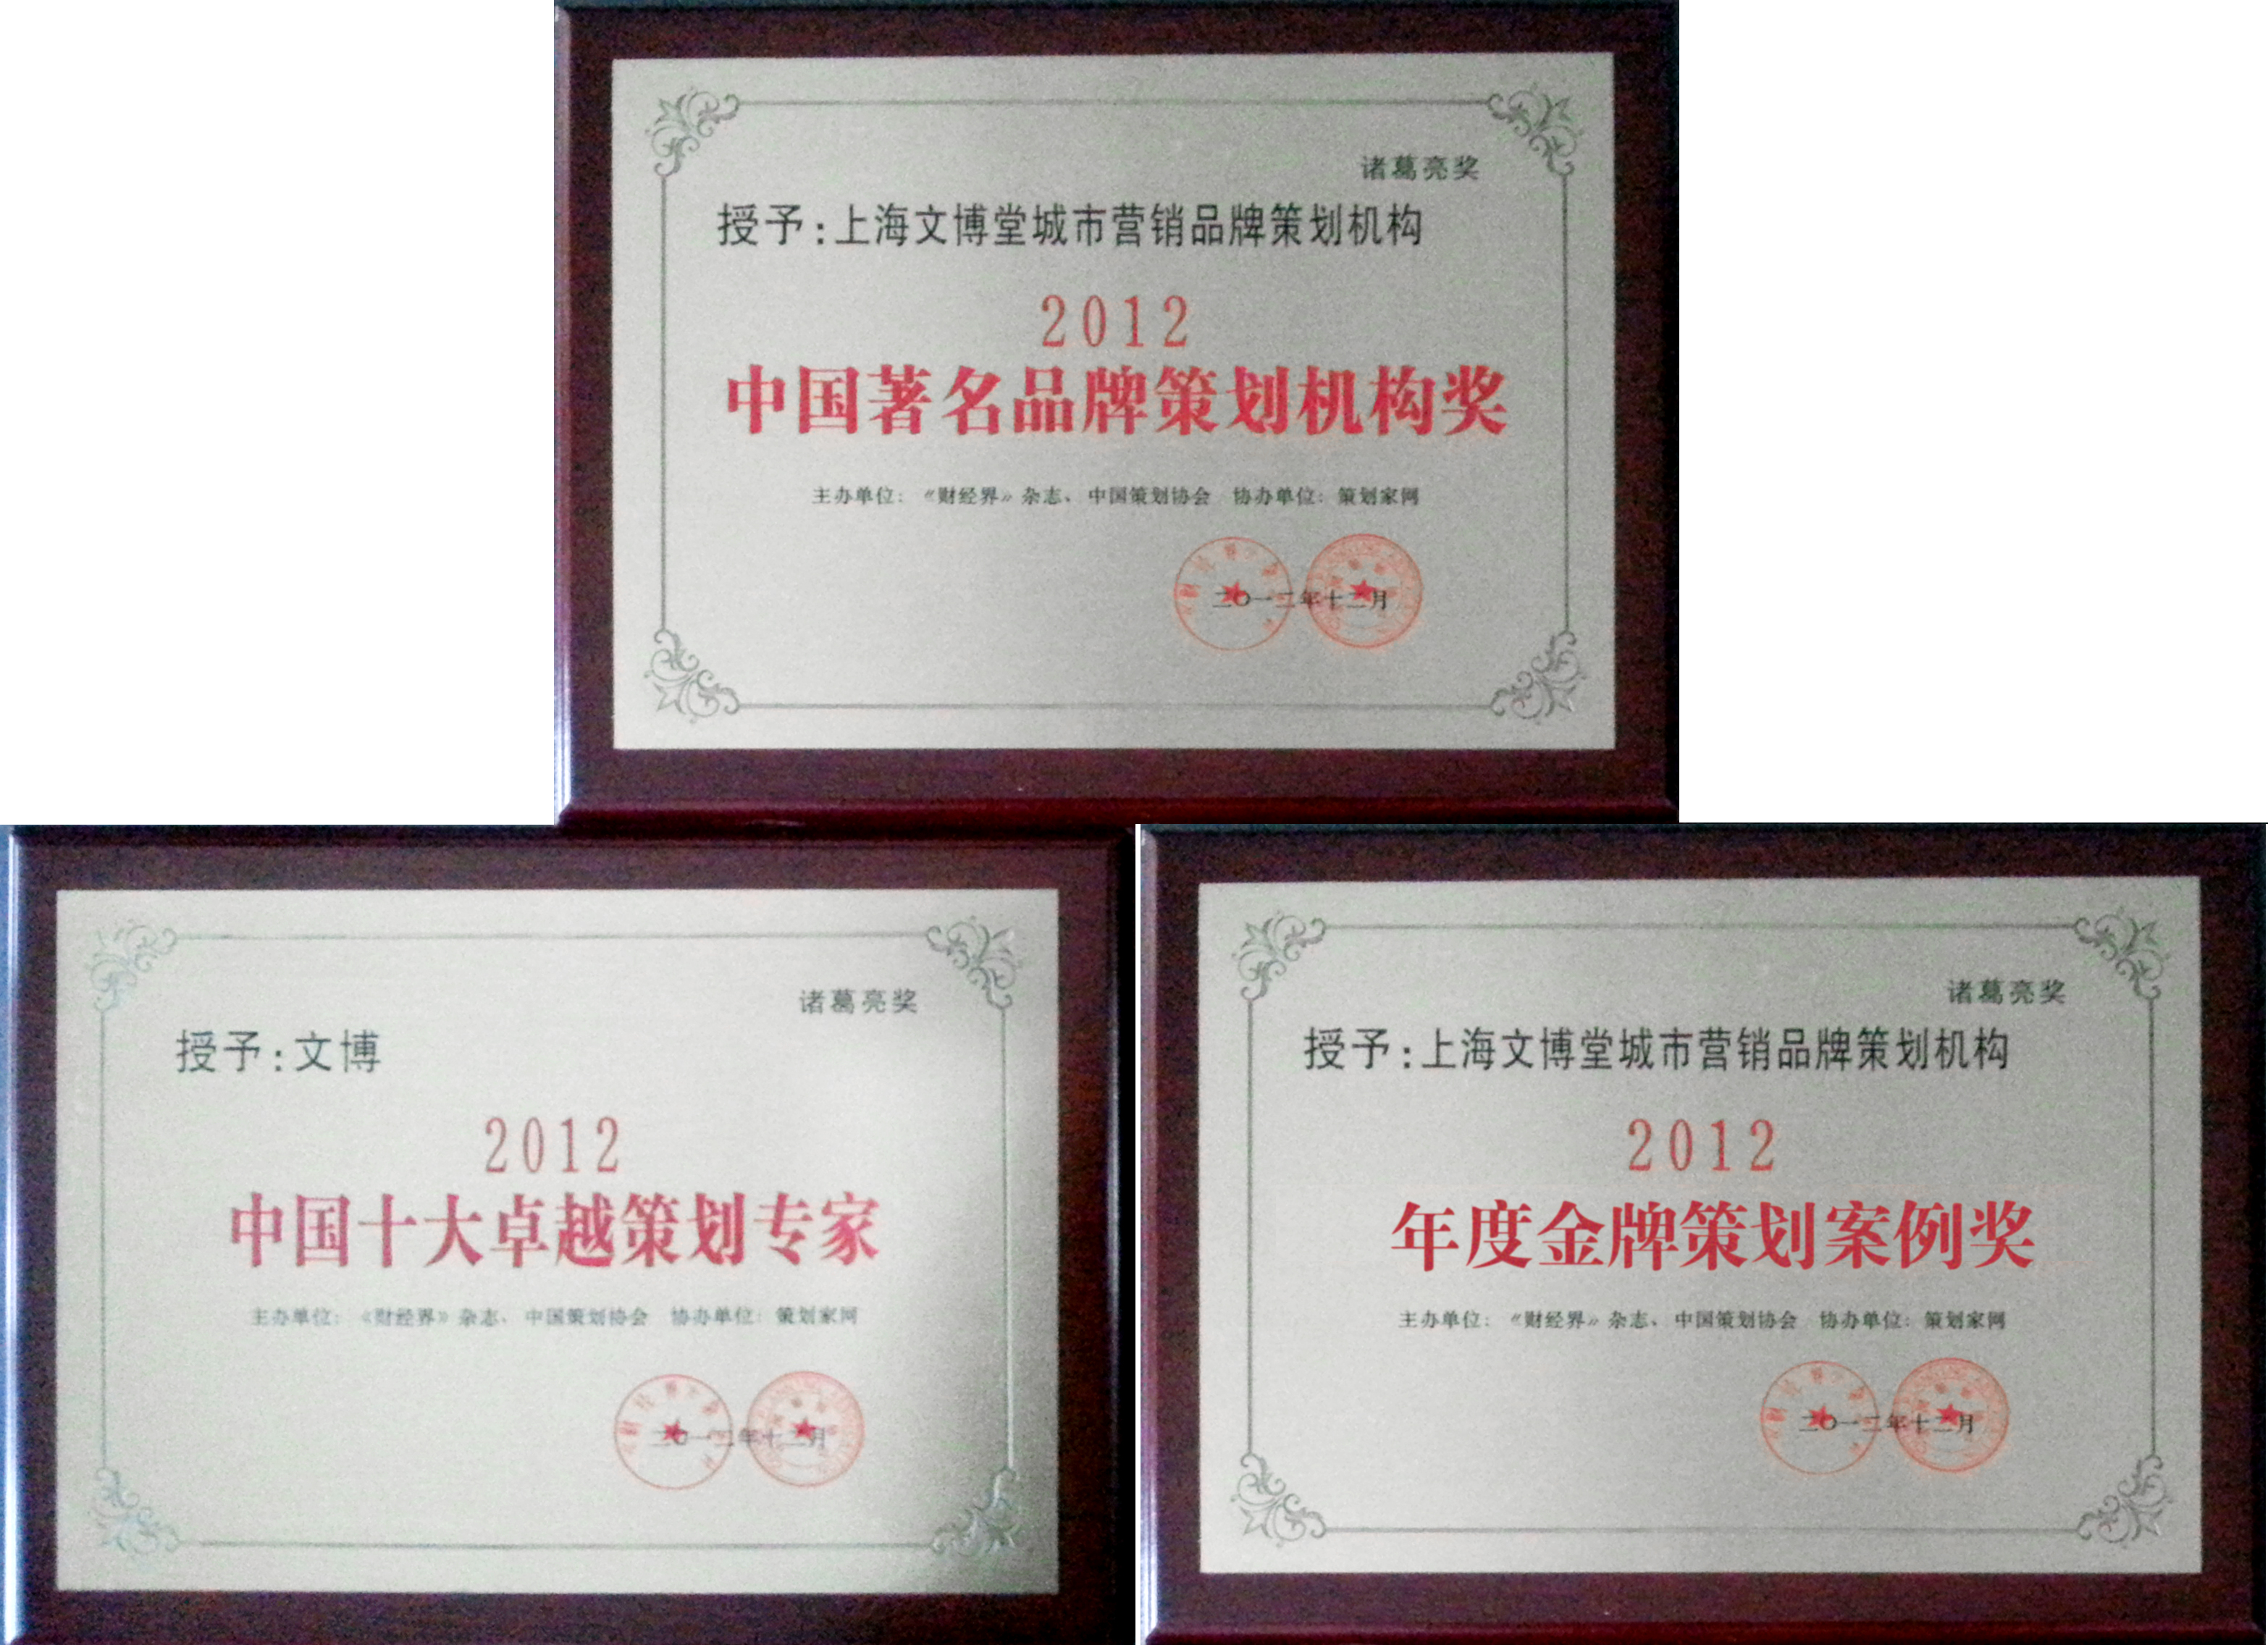 诸葛亮奖
授予:上海文博堂城市营销品牌策划机构
2012
中国著名品牌策划机构奖
主办单位:《财经界》杂志、中国策划协会 协办单位:策划家网
二〇一二年十二月
诸葛亮奖
授予:文博
2012
中国十大卓越策划专家
主办单位:《财经界》杂志、中国策划协会 协办单位:策划家网
二〇一二年十二月
诸葛亮奖
授予:上海文博堂城市营销品牌策划机构
2012
年度金牌策划案例奖
主办单位:《财经界》杂志、中国策划协会 协办单位:策划家网
二〇一二年十二月